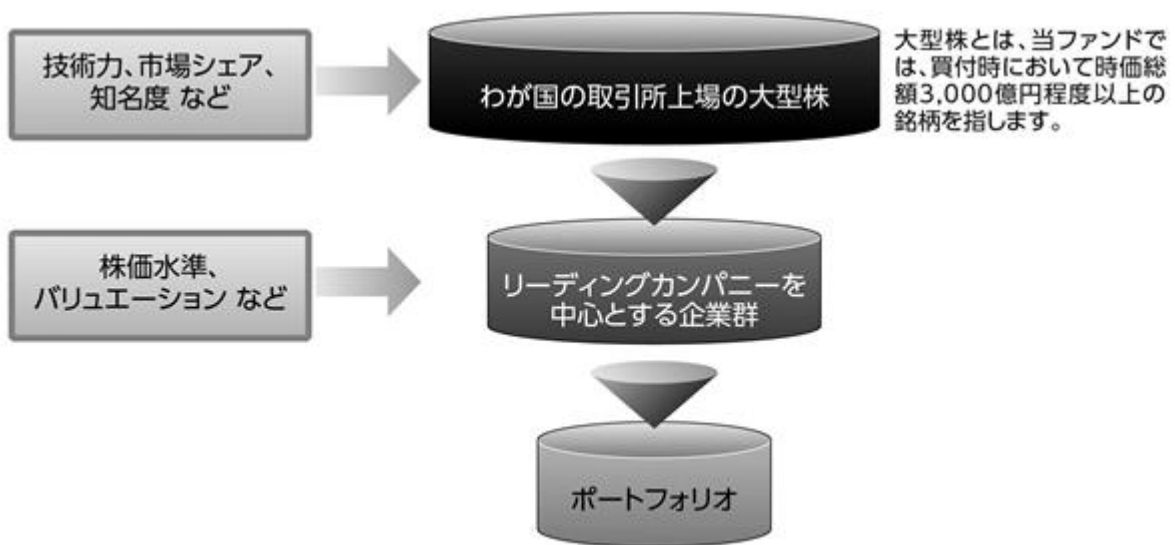 技術力、市場シェア、
知名度 など
わが国の取引所上場の大型株
大型株とは、当ファンドで
は、買付時において時価総
額3,000億円程度以上の
銘柄を指します。
株価水準、
バリュエーション など
リーディングカンパニーを
中心とする企業群
ポートフォリオ